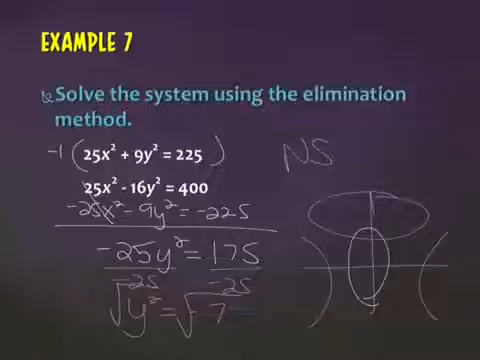 EXAMPLE 7
Solve the system using the elimination
method.
-1 ( 25x² + 9y² = 225 ) NS
25x² - 16y² = 400
-25x² - 9y² = -225
-25y² = 175
-25 -25
√y² = √-7